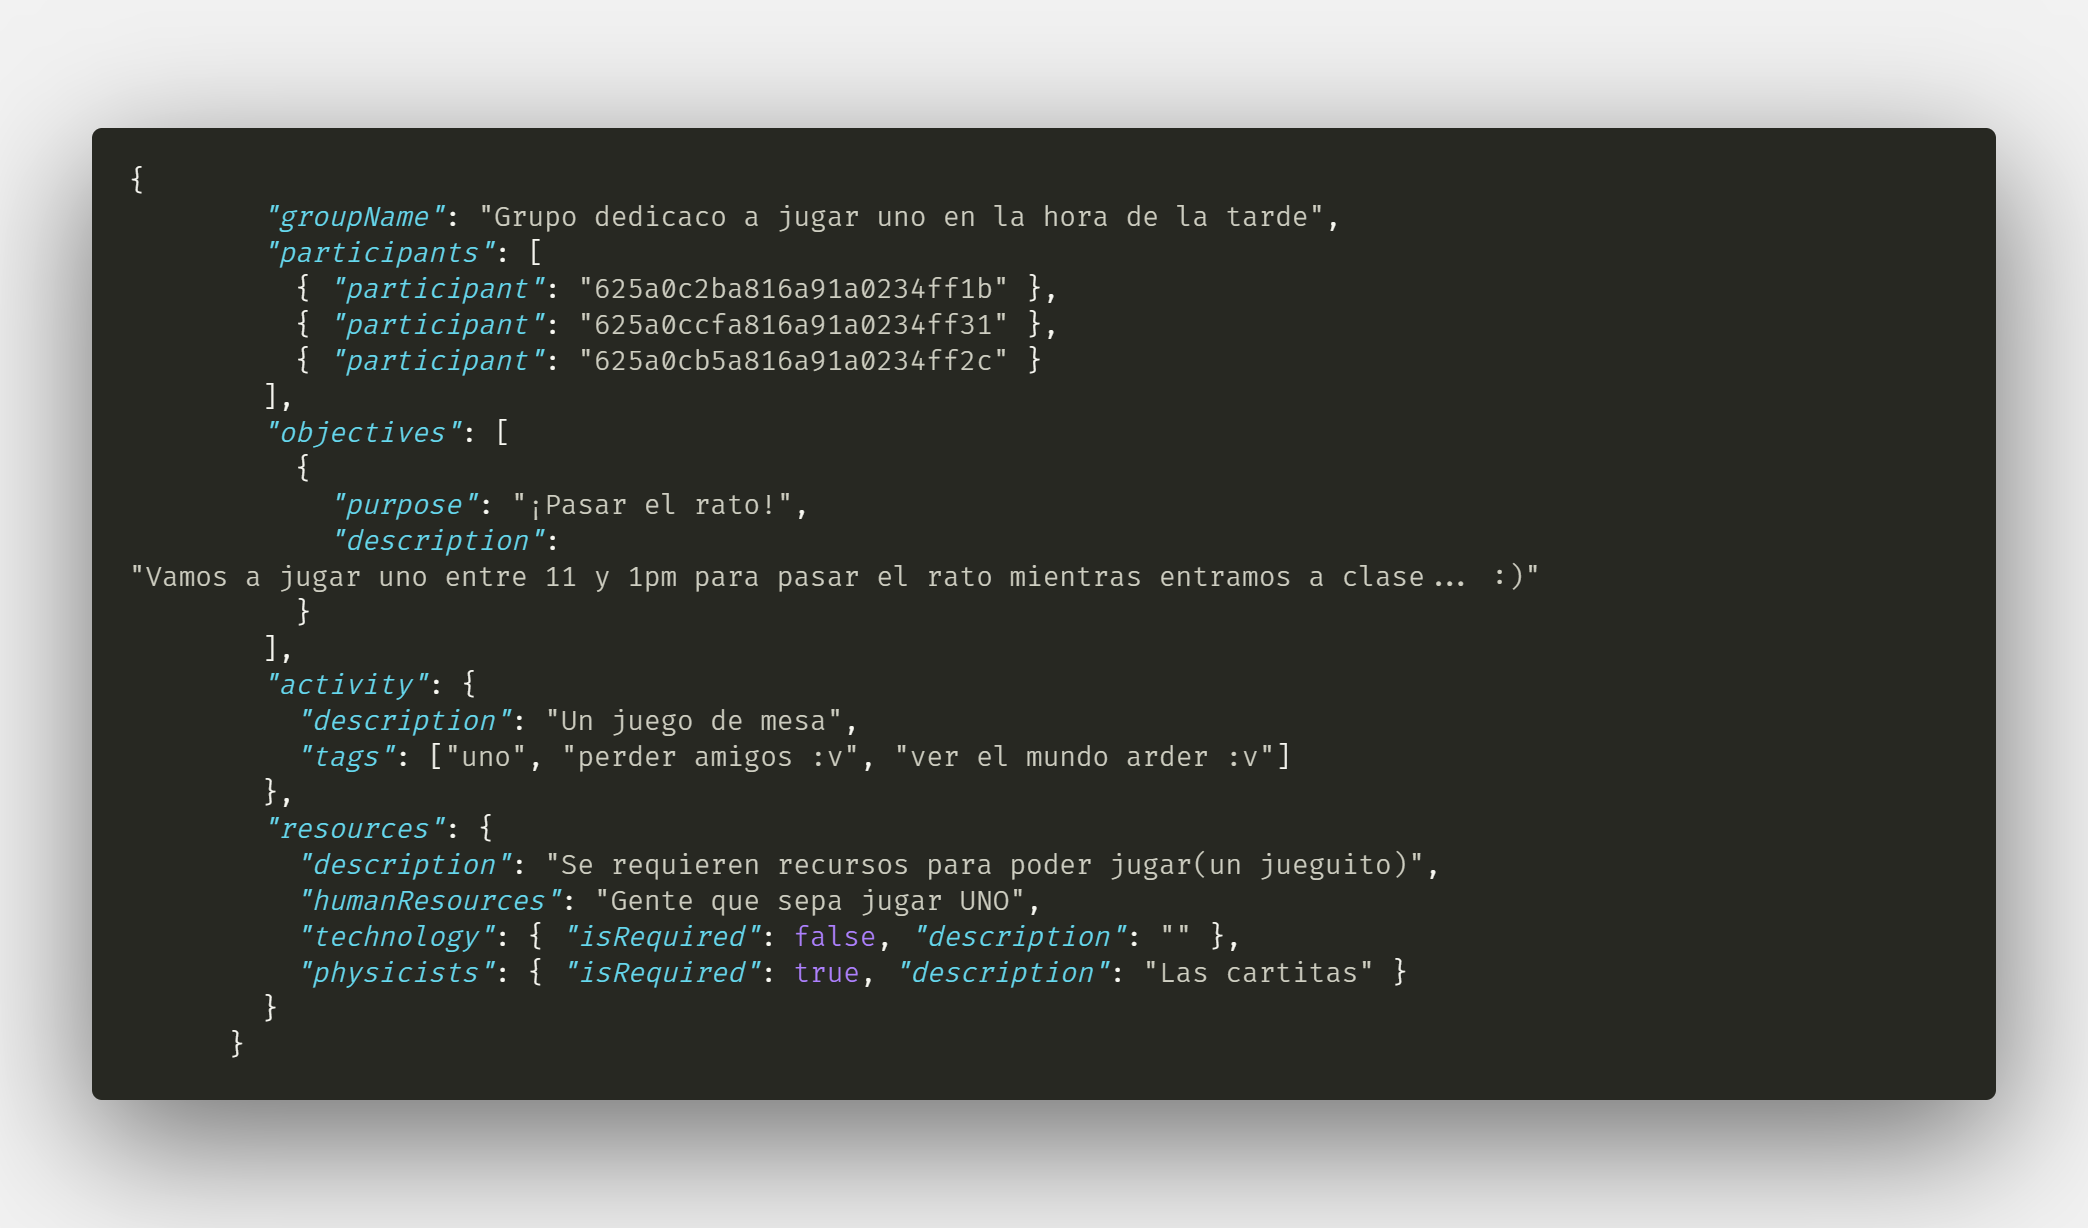 {
"groupName": "Grupo dedicaco a jugar uno en la hora de la tarde",
"participants": [
{ "participant": "625a0c2ba816a91a0234ff1b" },
{ "participant": "625a0ccfa816a91a0234ff31" },
{ "participant": "625a0cb5a816a91a0234ff2c" }
],
"objectives": [
{
"purpose": "¡Pasar el rato!",
"description":
"Vamos a jugar uno entre 11 y 1pm para pasar el rato mientras entramos a clase... :)"
}
],
"activity": {
"description": "Un juego de mesa",
"tags": ["uno", "perder amigos :v", "ver el mundo arder :v"]
},
"resources": {
"description": "Se requieren recursos para poder jugar(un jueguito)",
"humanResources": "Gente que sepa jugar UNO",
"technology": { "isRequired": false, "description": "" },
"physicists": { "isRequired": true, "description": "Las cartitas" }
}
}